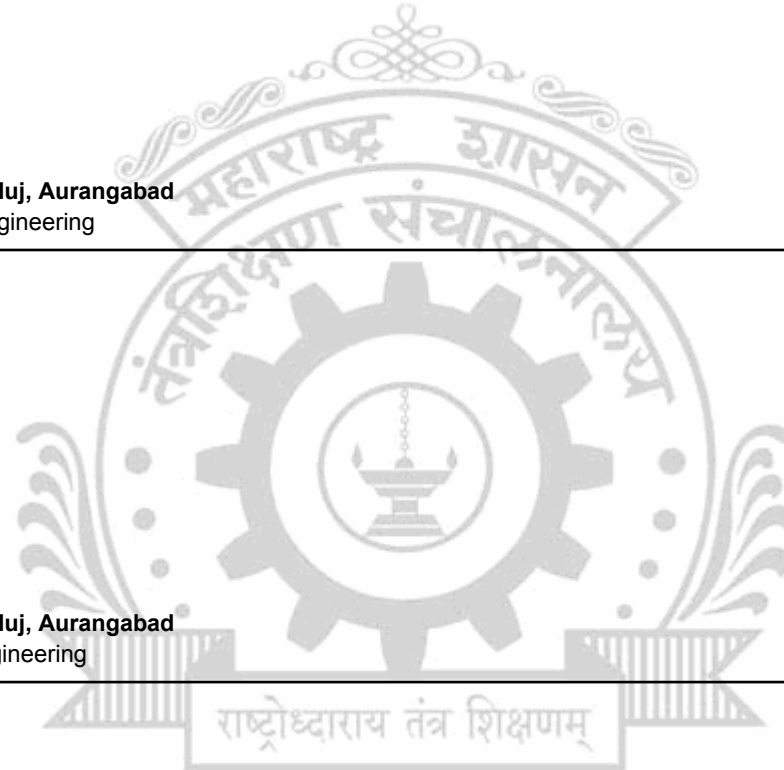 महाराष्ट्र शासन
luj, Aurangabad
gineering
तंत्रशिक्षण संचालनालय
luj, Aurangabad
gineering
राष्ट्रोध्दाराय तंत्र शिक्षणम्